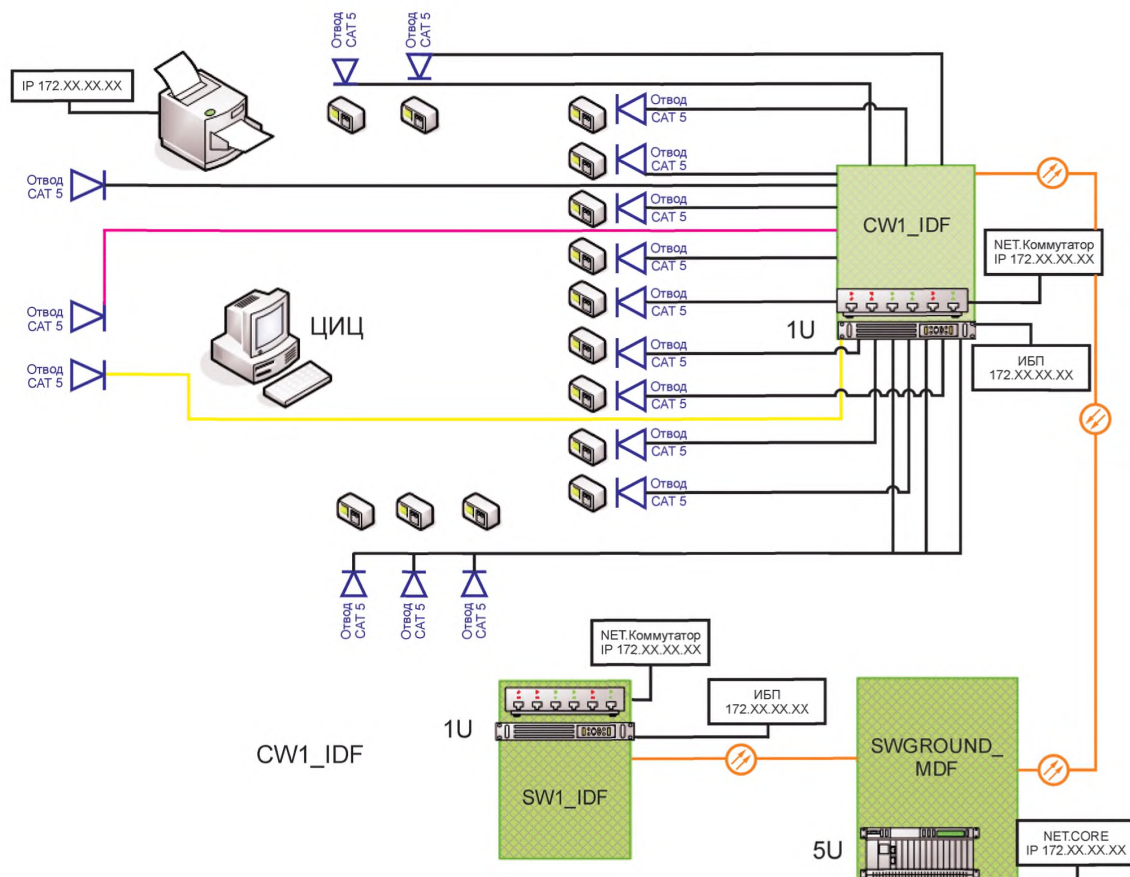 Отвод
CAT 5
Отвод
CAT 5
IP 172.XX.XX.XX
Отвод
CAT 5
Отвод
CAT 5
Отвод
CAT 5
Отвод
CAT 5
CW1_IDF
NET.Коммутатор
IP 172.XX.XX.XX
Отвод
CAT 5
Отвод
CAT 5
Отвод
CAT 5
ЦИЦ
1U
Отвод
CAT 5
ИБП
172.XX.XX.XX
Отвод
CAT 5
Отвод
CAT 5
Отвод
CAT 5
Отвод
CAT 5
Отвод
CAT 5
Отвод
CAT 5
Отвод
CAT 5
NET.Коммутатор
IP 172.XX.XX.XX
ИБП
172.XX.XX.XX
1U
CW1_IDF
SW1_IDF
SWGROUND_
MDF
5U
NET.CORE
IP 172.XX.XX.XX